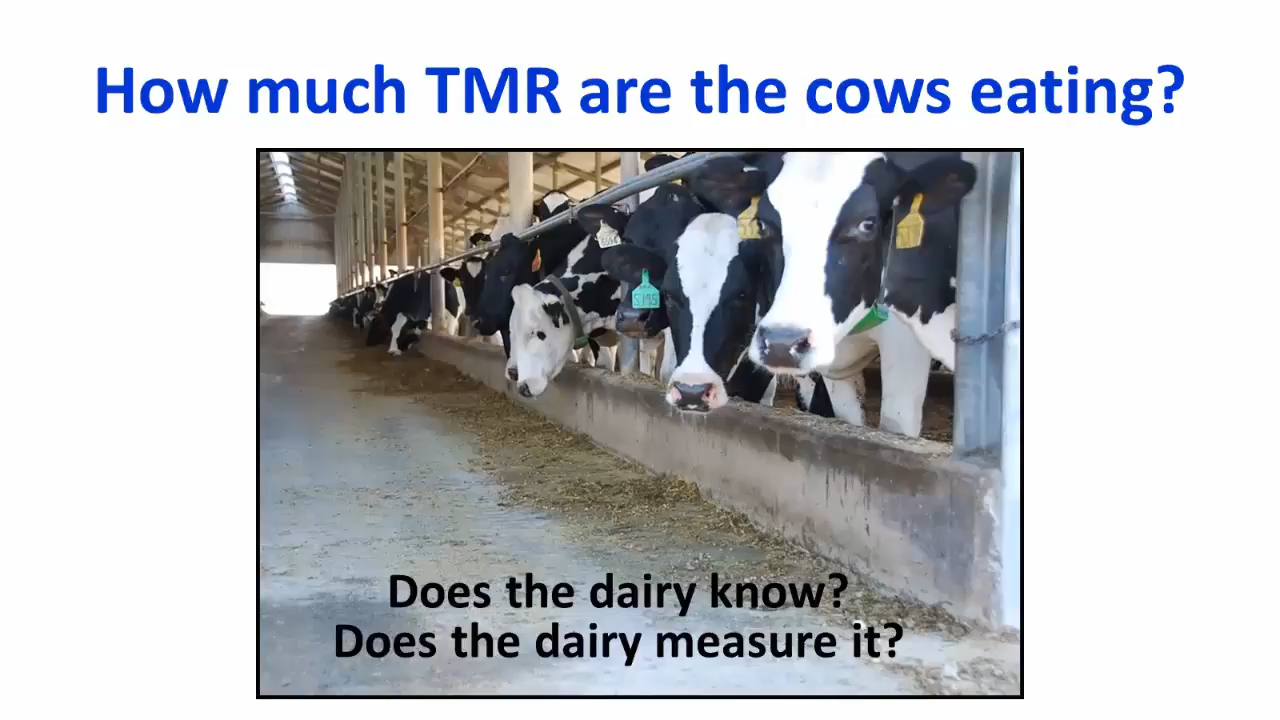 How much TMR are the cows eating?
Does the dairy know?
Does the dairy measure it?